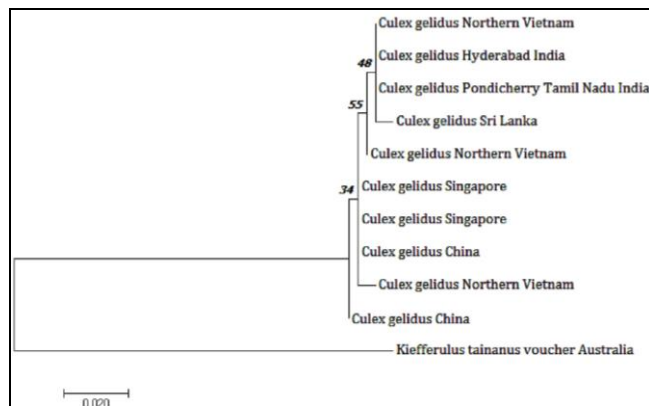 Culex gelidus Northern Vietnam
Culex gelidus Hyderabad India
48
Culex gelidus Pondicherry Tamil Nadu India
55
Culex gelidus Sri Lanka
Culex gelidus Northern Vietnam
34
Culex gelidus Singapore
Culex gelidus Singapore
Culex gelidus China
Culex gelidus Northern Vietnam
Culex gelidus China
Kiefferulus tainanus voucher Australia
0.020